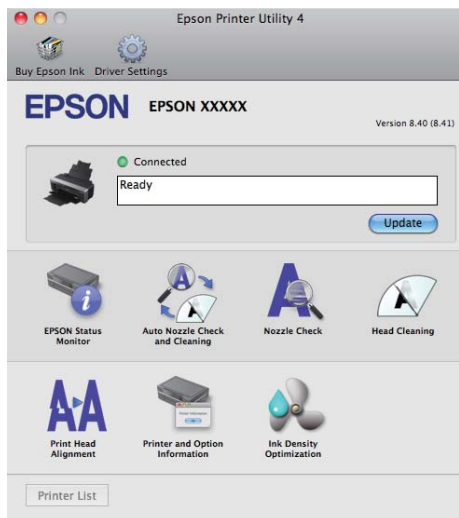 Epson Printer Utility 4
Buy Epson Ink Driver Settings
EPSON EPSON XXXXX
Version 8.40 (8.41)
Connected
Ready
Update
EPSON Status
Monitor
Auto Nozzle Check
and Cleaning
Nozzle Check
Head Cleaning
Print Head
Alignment
Printer and Option
Information
Ink Density
Optimization
Printer List